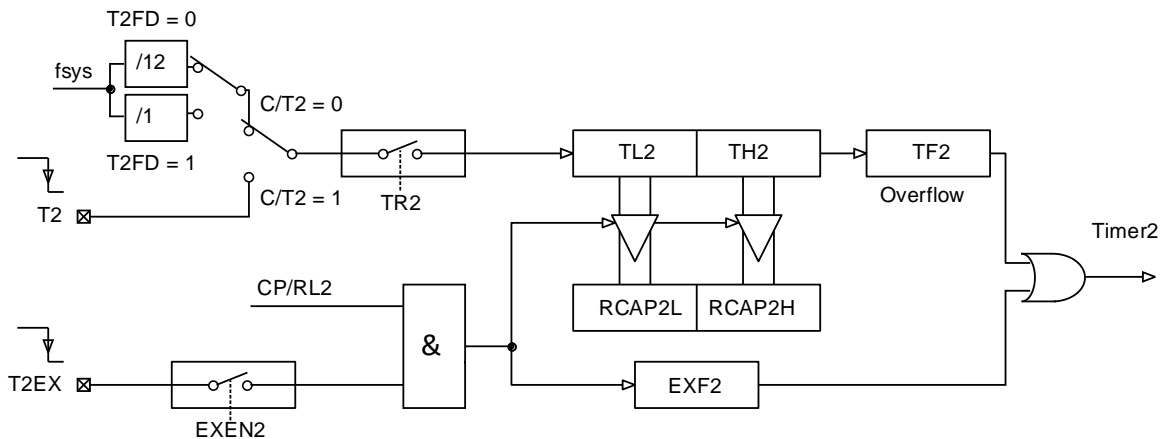 T2FD = 0
/12
fsys
C/T2 = 0
/1
T2FD = 1
TL2
TH2
TF2
Overflow
C/T2 = 1
TR2
T2
Timer2
CP/RL2
RCAP2L
RCAP2H
&
T2EX
EXF2
EXEN2